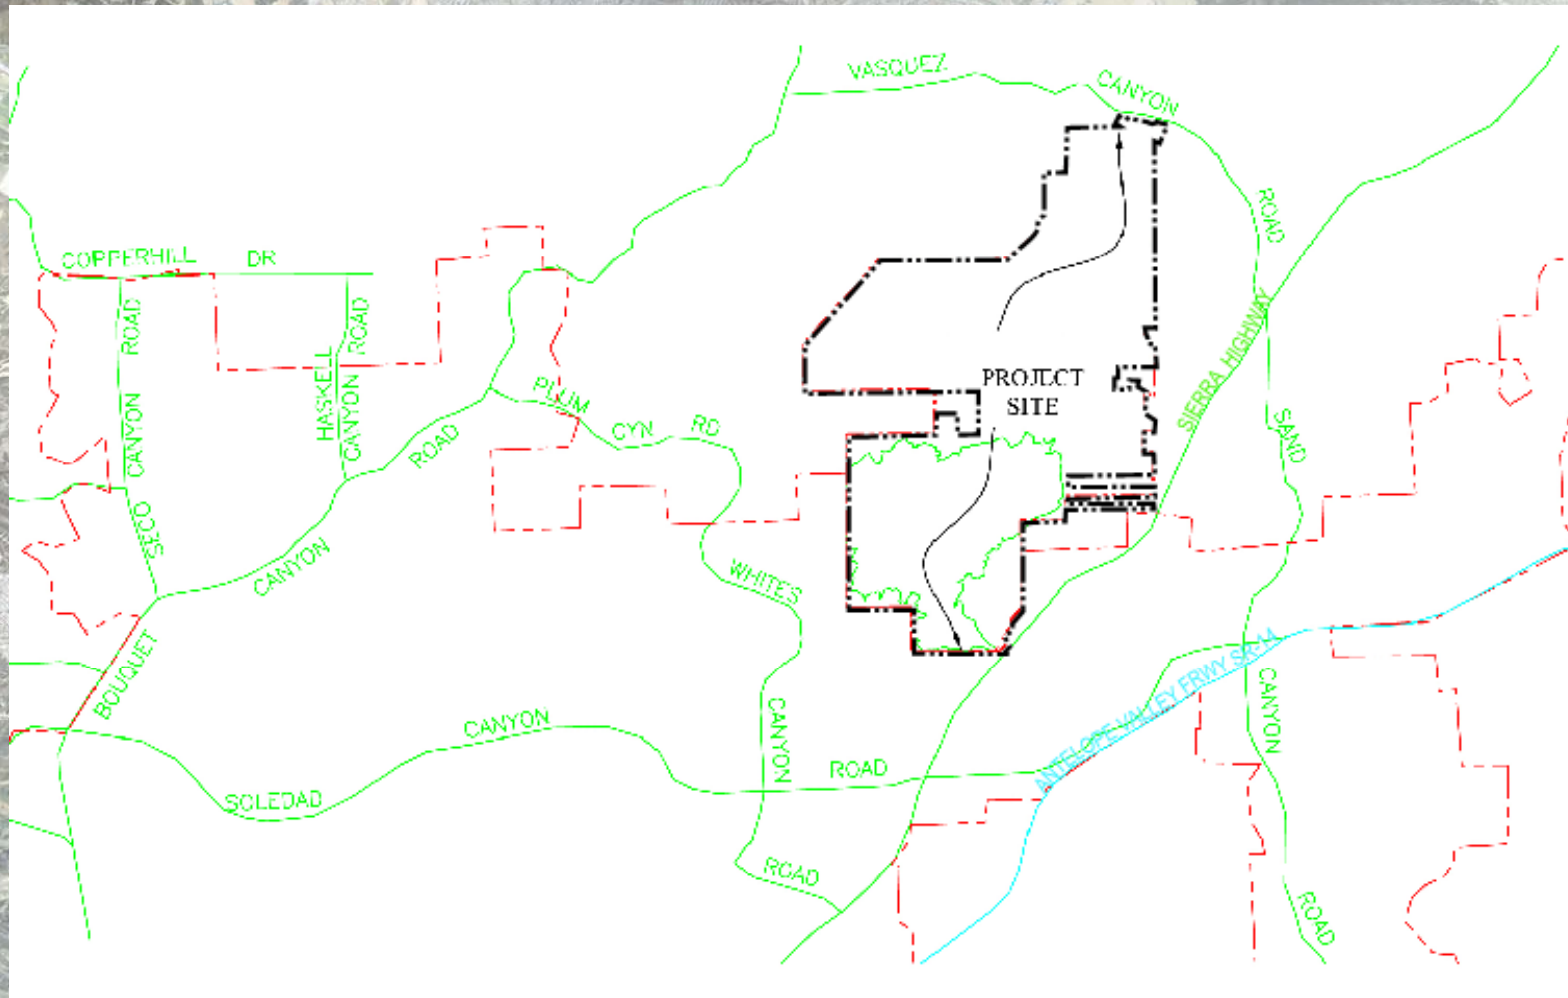 VASQUEZ
CANYON
ROAD
COPPERHILL DR
ROAD
CANYON
SECO
ROAD
CANYON
HASKELL
PLUM
CYN
RD
ROAD
CANYON
BOUQUET
PROJECT
SITE
SIERRA HIGHWAY
SAND
CANYON
ROAD
WHITES
CANYON
ROAD
SOLEDAD
CANYON
ROAD
ANTELOPE VALLEY FRWY SR-14